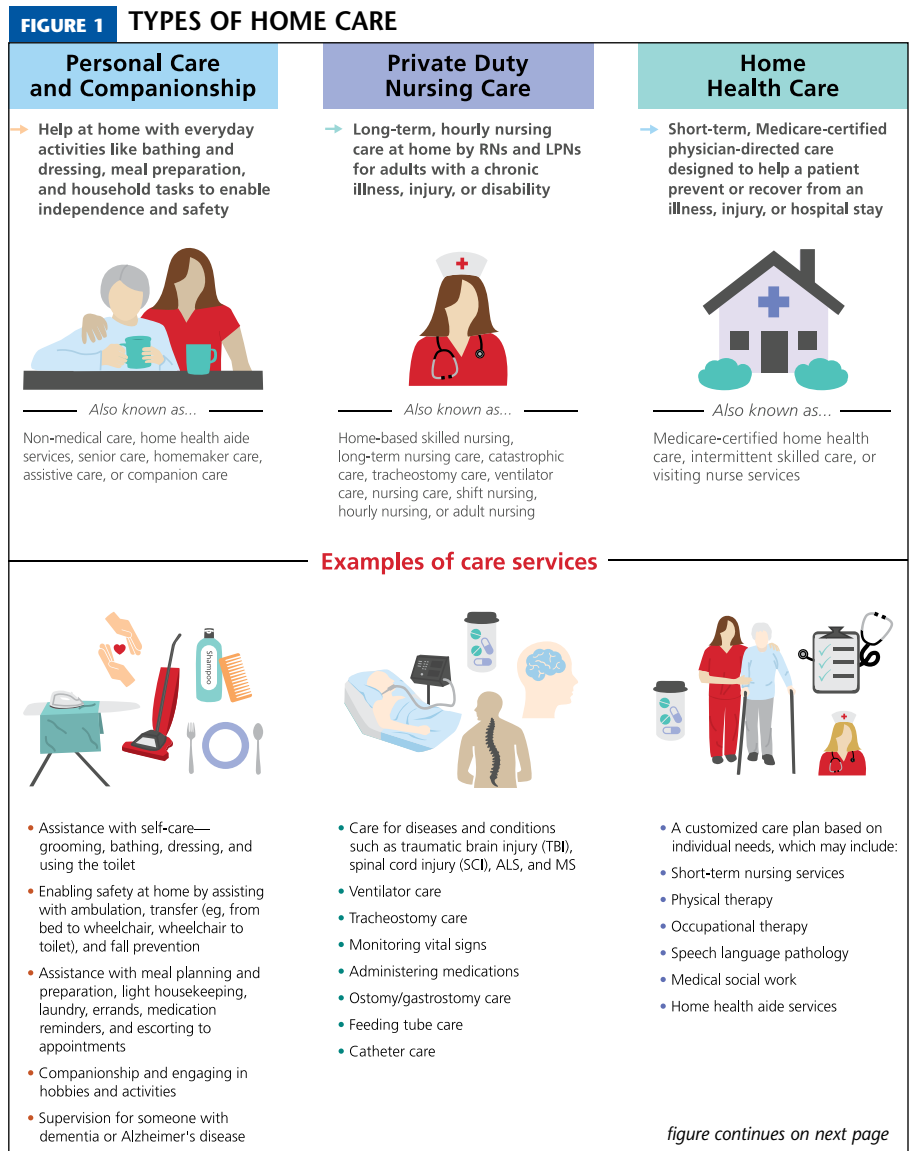 FIGURE 1 TYPES OF HOME CARE
Personal Care
and Companionship
Help at home with everyday
activities like bathing and
dressing, meal preparation,
and household tasks to enable
independence and safety
Also known as...
Non-medical care, home health aide
services, senior care, homemaker care,
assistive care, or companion care
Private Duty
Nursing Care
Long-term, hourly nursing
care at home by RNs and LPNs
for adults with a chronic
illness, injury, or disability
Also known as...
Home-based skilled nursing,
long-term nursing care, catastrophic
care, tracheostomy care, ventilator
care, nursing care, shift nursing,
hourly nursing, or adult nursing
Home
Health Care
Short-term, Medicare-certified
physician-directed care
designed to help a patient
prevent or recover from an
illness, injury, or hospital stay
Also known as...
Medicare-certified home health
care, intermittent skilled care, or
visiting nurse services
Examples of care services
Shampoo
• Assistance with self-care—
grooming, bathing, dressing, and
using the toilet
• Enabling safety at home by assisting
with ambulation, transfer (eg, from
bed to wheelchair, wheelchair to
toilet), and fall prevention
• Assistance with meal planning and
preparation, light housekeeping,
laundry, errands, medication
reminders, and escorting to
appointments
• Companionship and engaging in
hobbies and activities
• Supervision for someone with
dementia or Alzheimer's disease
• Care for diseases and conditions
such as traumatic brain injury (TBI),
spinal cord injury (SCI), ALS, and MS
• Ventilator care
• Tracheostomy care
• Monitoring vital signs
• Administering medications
• Ostomy/gastrostomy care
• Feeding tube care
• Catheter care
• A customized care plan based on
individual needs, which may include:
• Short-term nursing services
• Physical therapy
• Occupational therapy
• Speech language pathology
• Medical social work
• Home health aide services
figure continues on next page